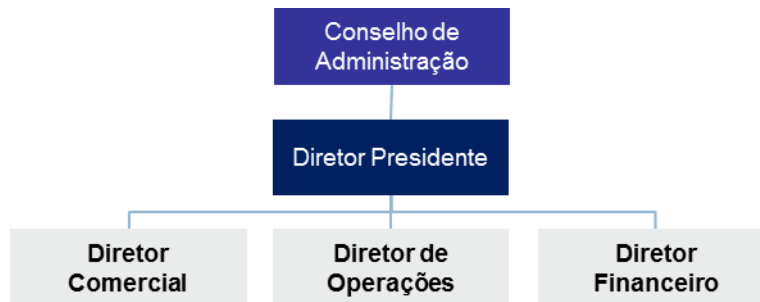 Conselho de
Administração
Diretor Presidente
Diretor
Comercial
Diretor de
Operações
Diretor
Financeiro